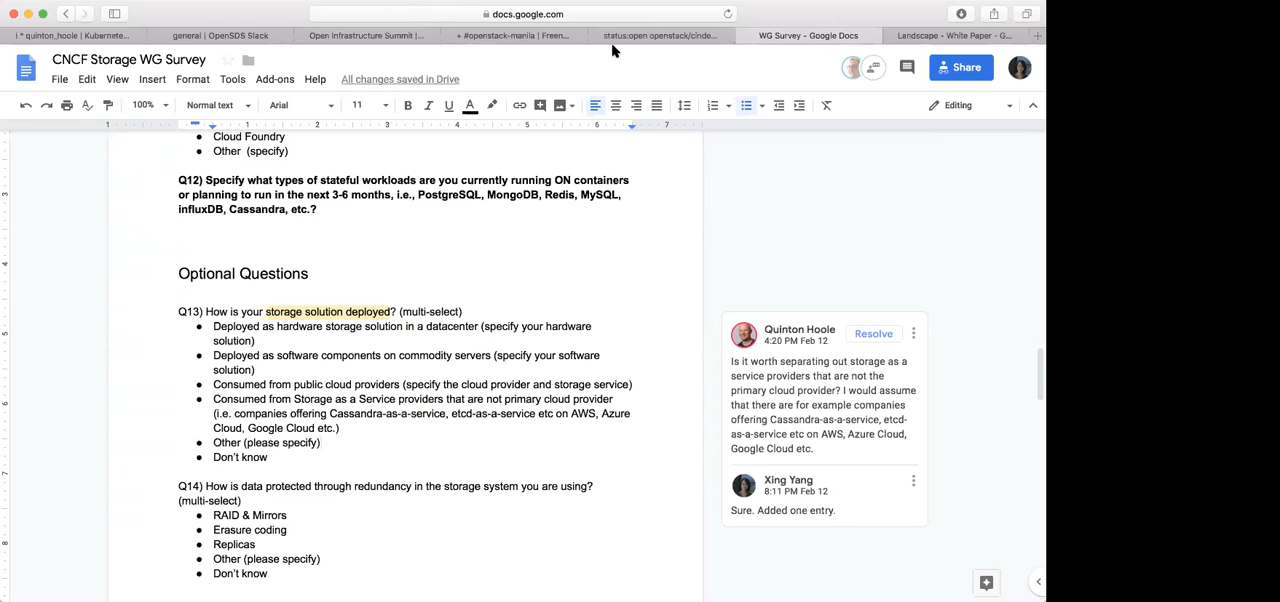 docs.google.com
! * quinton_hoole | Kubernete...
general | OpenSDS Slack
Open Infrastructure Summit |...
+ #openstack-manila | Freen...
status:open openstack/cinde...
WG Survey - Google Docs
Landscape - White Paper - G...
CNCF Storage WG Survey
File Edit View Insert Format Tools Add-ons Help All changes saved in Drive
Share
100% Normal text Arial 11 B I U A Editing
1 1 2 3 4 5 6 7
● Cloud Foundry
● Other (specify)
Q12) Specify what types of stateful workloads are you currently running ON containers
or planning to run in the next 3-6 months, i.e., PostgreSQL, MongoDB, Redis, MySQL,
influxDB, Cassandra, etc.?
Optional Questions
Q13) How is your storage solution deployed? (multi-select)
● Deployed as hardware storage solution in a datacenter (specify your hardware
solution)
● Deployed as software components on commodity servers (specify your software
solution)
● Consumed from public cloud providers (specify the cloud provider and storage service)
● Consumed from Storage as a Service providers that are not primary cloud provider
(i.e. companies offering Cassandra-as-a-service, etcd-as-a-service etc on AWS, Azure
Cloud, Google Cloud etc.)
● Other (please specify)
● Don't know
Q14) How is data protected through redundancy in the storage system you are using?
(multi-select)
● RAID & Mirrors
● Erasure coding
● Replicas
● Other (please specify)
● Don't know
Quinton Hoole
4:20 PM Feb 12
Resolve
Is it worth separating out storage as a
service providers that are not the
primary cloud provider? I would assume
that there are for example companies
offering Cassandra-as-a-service, etcd-
as-a-service etc on AWS, Azure Cloud,
Google Cloud etc.
Xing Yang
8:11 PM Feb 12
Sure. Added one entry.